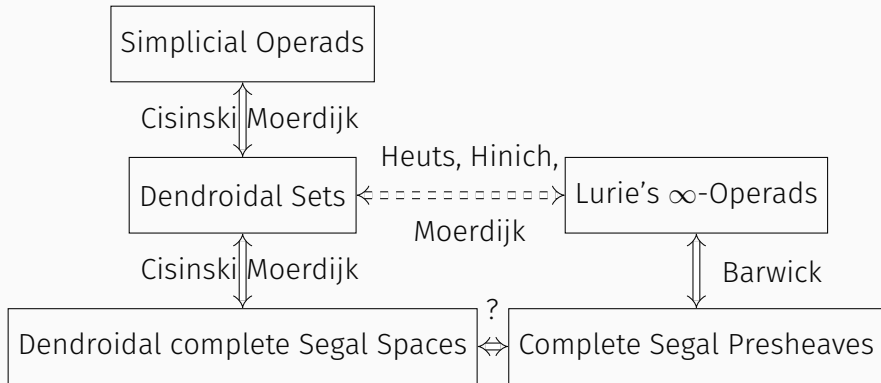 Simplicial Operads
Cisinski Moerdijk
Heuts, Hinich,
Dendroidal Sets
Lurie's ∞-Operads
Moerdijk
Cisinski Moerdijk
Barwick
?
Dendroidal complete Segal Spaces
Complete Segal Presheaves